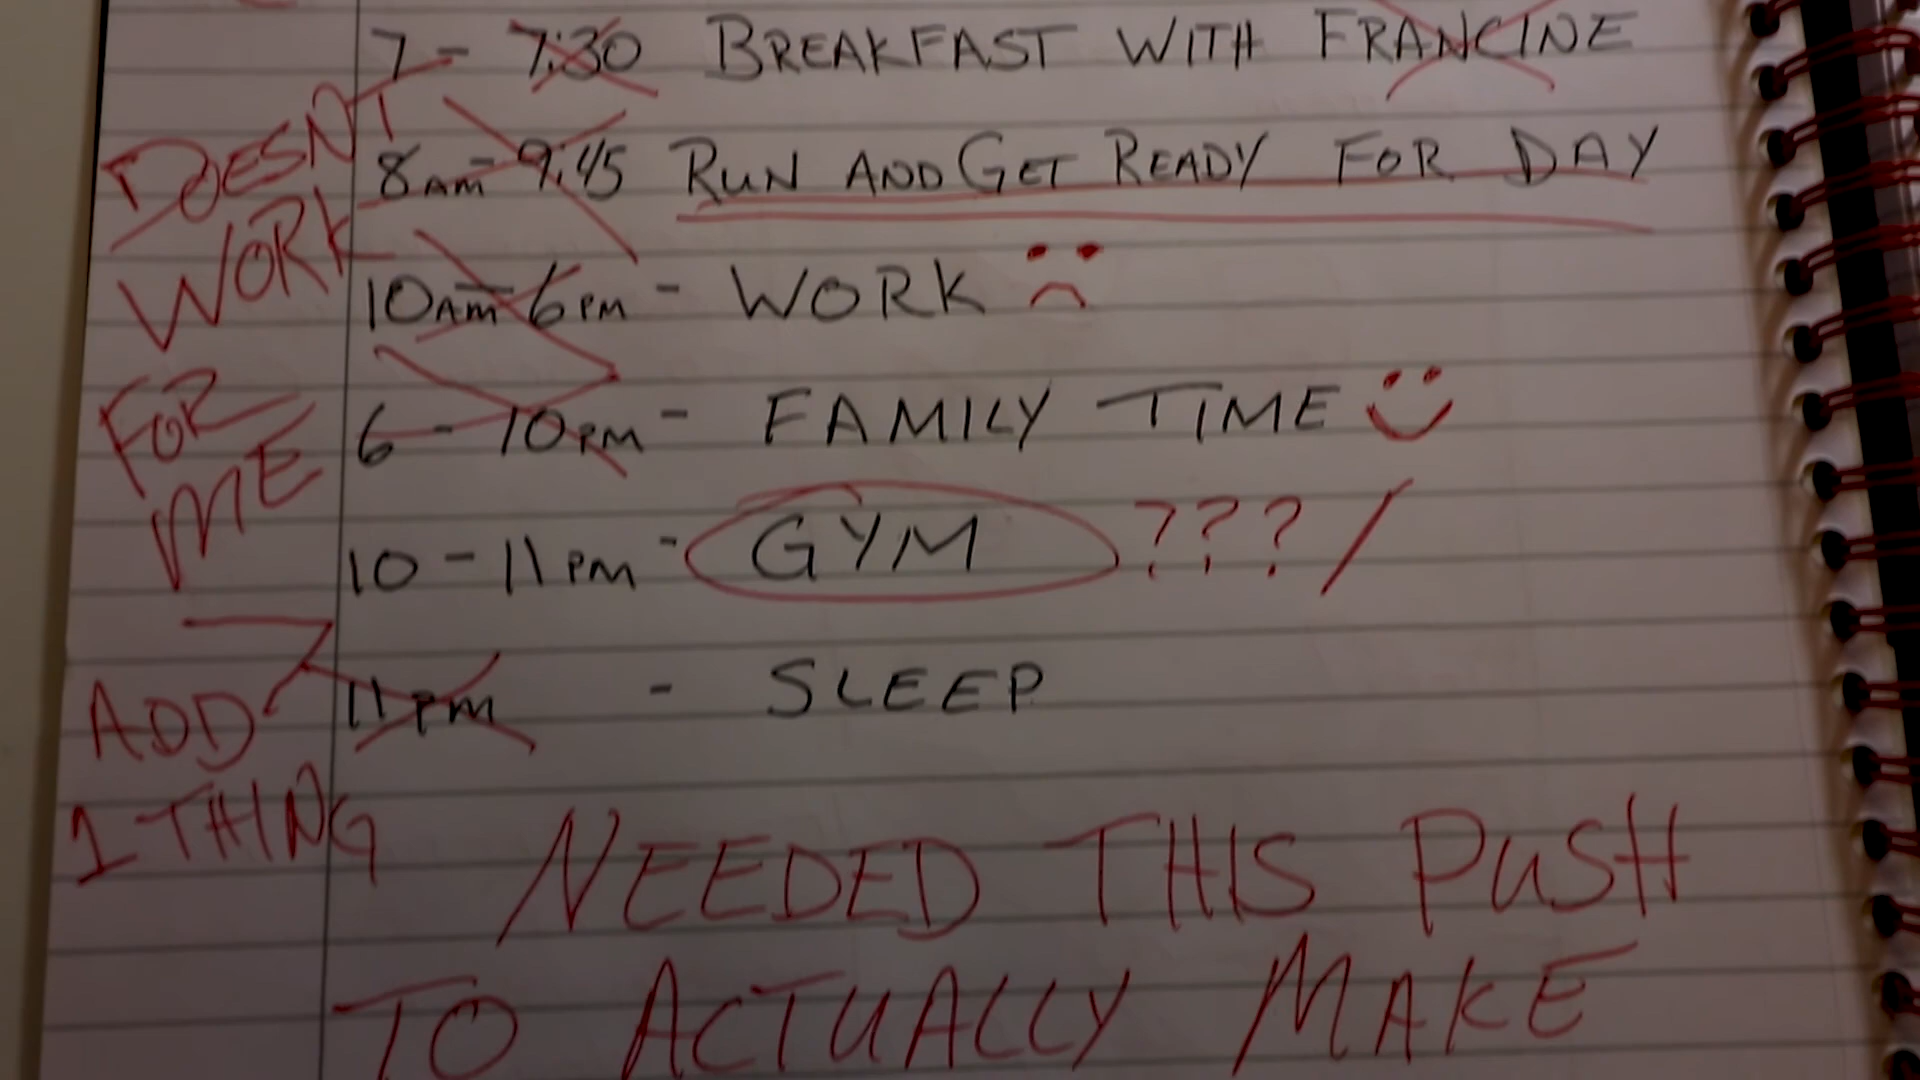 7 - 7:30 BREAKFAST WITH FRANCINE
8AM - 9:45 RUN AND GET READY FOR DAY
10AM - 6PM - WORK
6 - 10PM - FAMILY TIME
10 - 11PM - GYM ??? /
11PM - SLEEP
DOESNT
WORK
FOR
ME
ADD
1 THING
NEEDED THIS PUSH
TO ACTUALLY MAKE